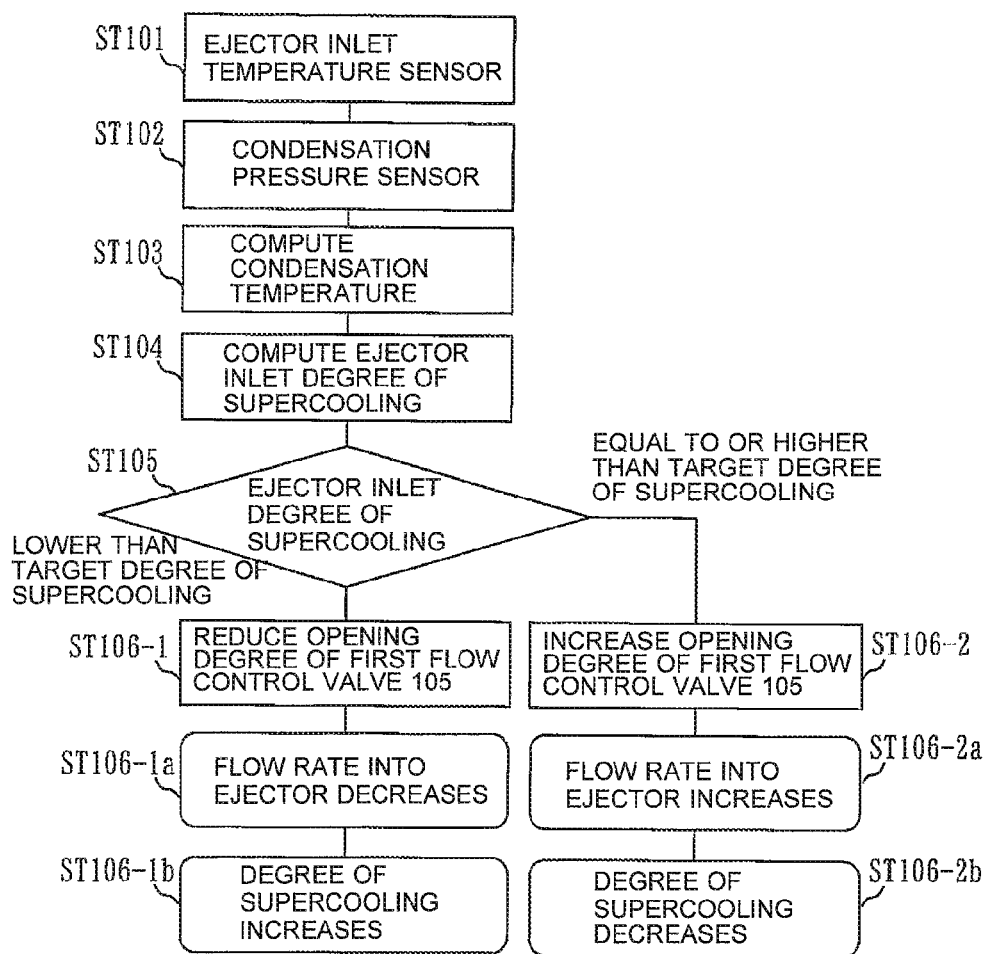 ST101
EJECTOR INLET
TEMPERATURE SENSOR
ST102
CONDENSATION
PRESSURE SENSOR
ST103
COMPUTE
CONDENSATION
TEMPERATURE
ST104
COMPUTE EJECTOR
INLET DEGREE OF
SUPERCOOLING
ST105
EJECTOR INLET
DEGREE OF
SUPERCOOLING
EQUAL TO OR HIGHER
THAN TARGET DEGREE
OF SUPERCOOLING
LOWER THAN
TARGET DEGREE OF
SUPERCOOLING
ST106-1
REDUCE OPENING
DEGREE OF FIRST FLOW
CONTROL VALVE 105
INCREASE OPENING
DEGREE OF FIRST FLOW
CONTROL VALVE 105
ST106-2
ST106-1a
FLOW RATE INTO
EJECTOR DECREASES
FLOW RATE INTO
EJECTOR INCREASES
ST106-2a
ST106-1b
DEGREE OF
SUPERCOOLING
INCREASES
DEGREE OF
SUPERCOOLING
DECREASES
ST106-2b